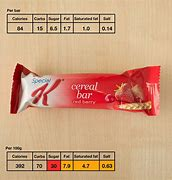 Per bar
Calories Carbs Sugar Fat Saturated fat Salt
84 15 6.5 1.7 1.0 0.14
Special
K
cereal
bar
red berry
Per 100g
Calories Carbs Sugar Fat Saturated fat Salt
392 70 30 7.9 4.7 0.63